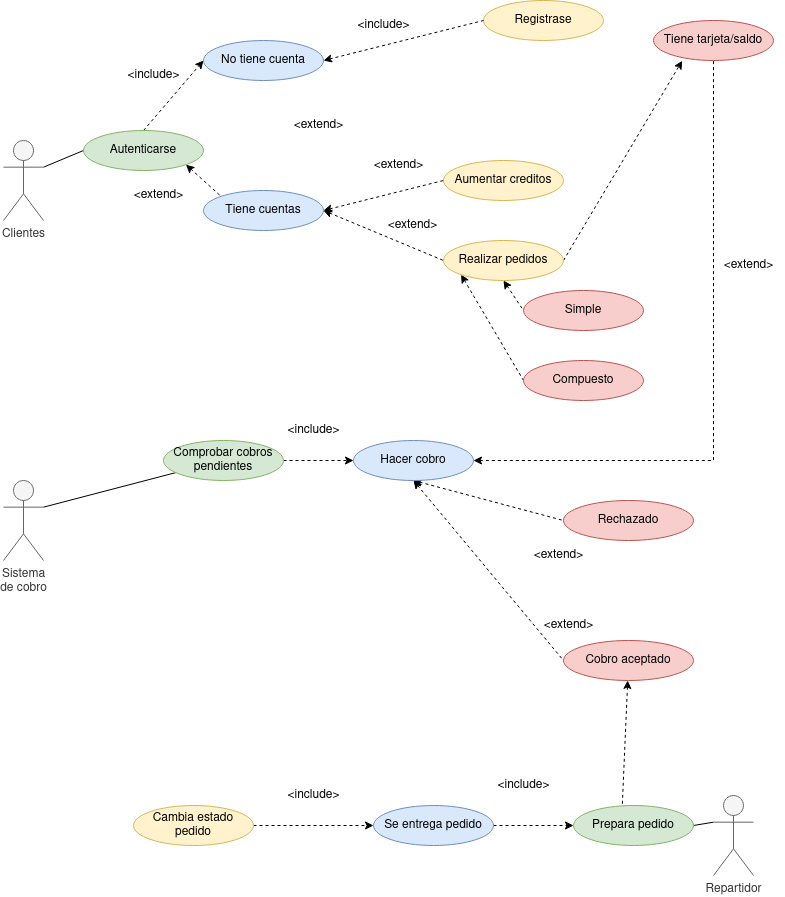 Registrase
<include>
Tiene tarjeta/saldo
No tiene cuenta
<include>
<extend>
Autenticarse
<extend>
Aumentar creditos
<extend>
Tiene cuentas
<extend>
Clientes
Realizar pedidos
<extend>
Simple
Compuesto
<include>
Comprobar cobros
pendientes
Hacer cobro
Rechazado
<extend>
Sistema
de cobro
<extend>
Cobro aceptado
<include>
<include>
Cambia estado
pedido
Se entrega pedido
Prepara pedido
Repartidor